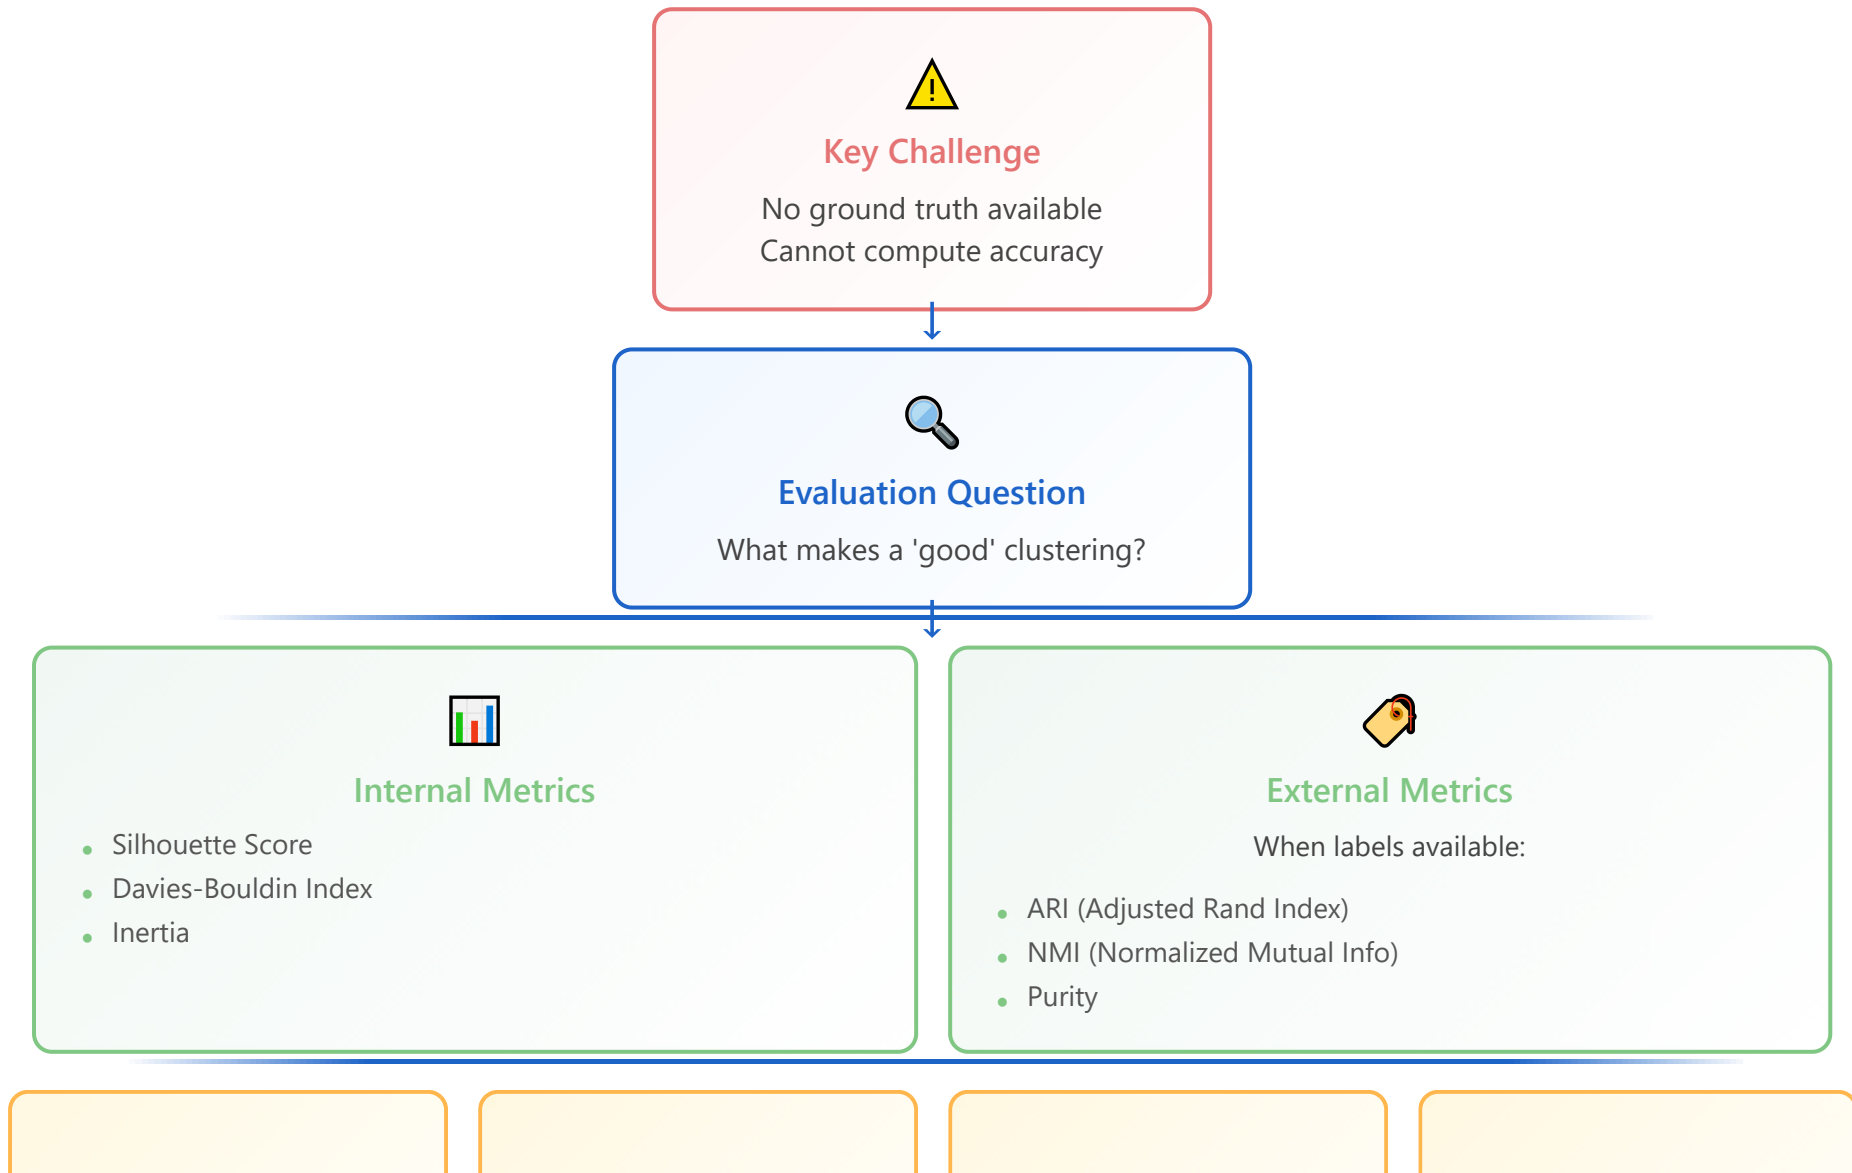 Key Challenge
No ground truth available
Cannot compute accuracy
Evaluation Question
What makes a 'good' clustering?
Internal Metrics
Silhouette Score
Davies-Bouldin Index
Inertia
External Metrics
When labels available:
ARI (Adjusted Rand Index)
NMI (Normalized Mutual Info)
Purity